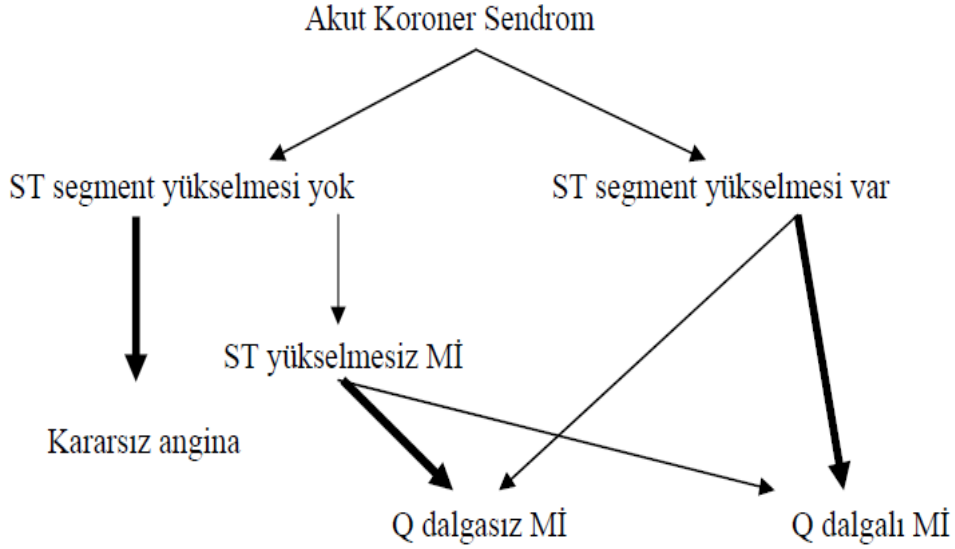 Akut Koroner Sendrom
ST segment yükselmesi yok
ST segment yükselmesi var
ST yükselmesiz Mİ
Kararsız angina
Q dalgasız Mİ
Q dalgalı Mİ